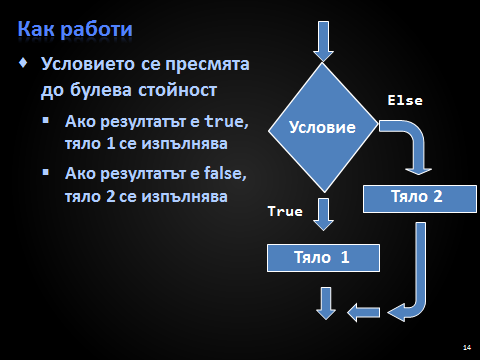 Как работи
Условието се пресмята
до булева стойност
Ако резултатът е true,
тяло 1 се изпълнява
Ако резултатът е false,
тяло 2 се изпълнява
Условие
Else
True
Тяло 2
Тяло 1
14